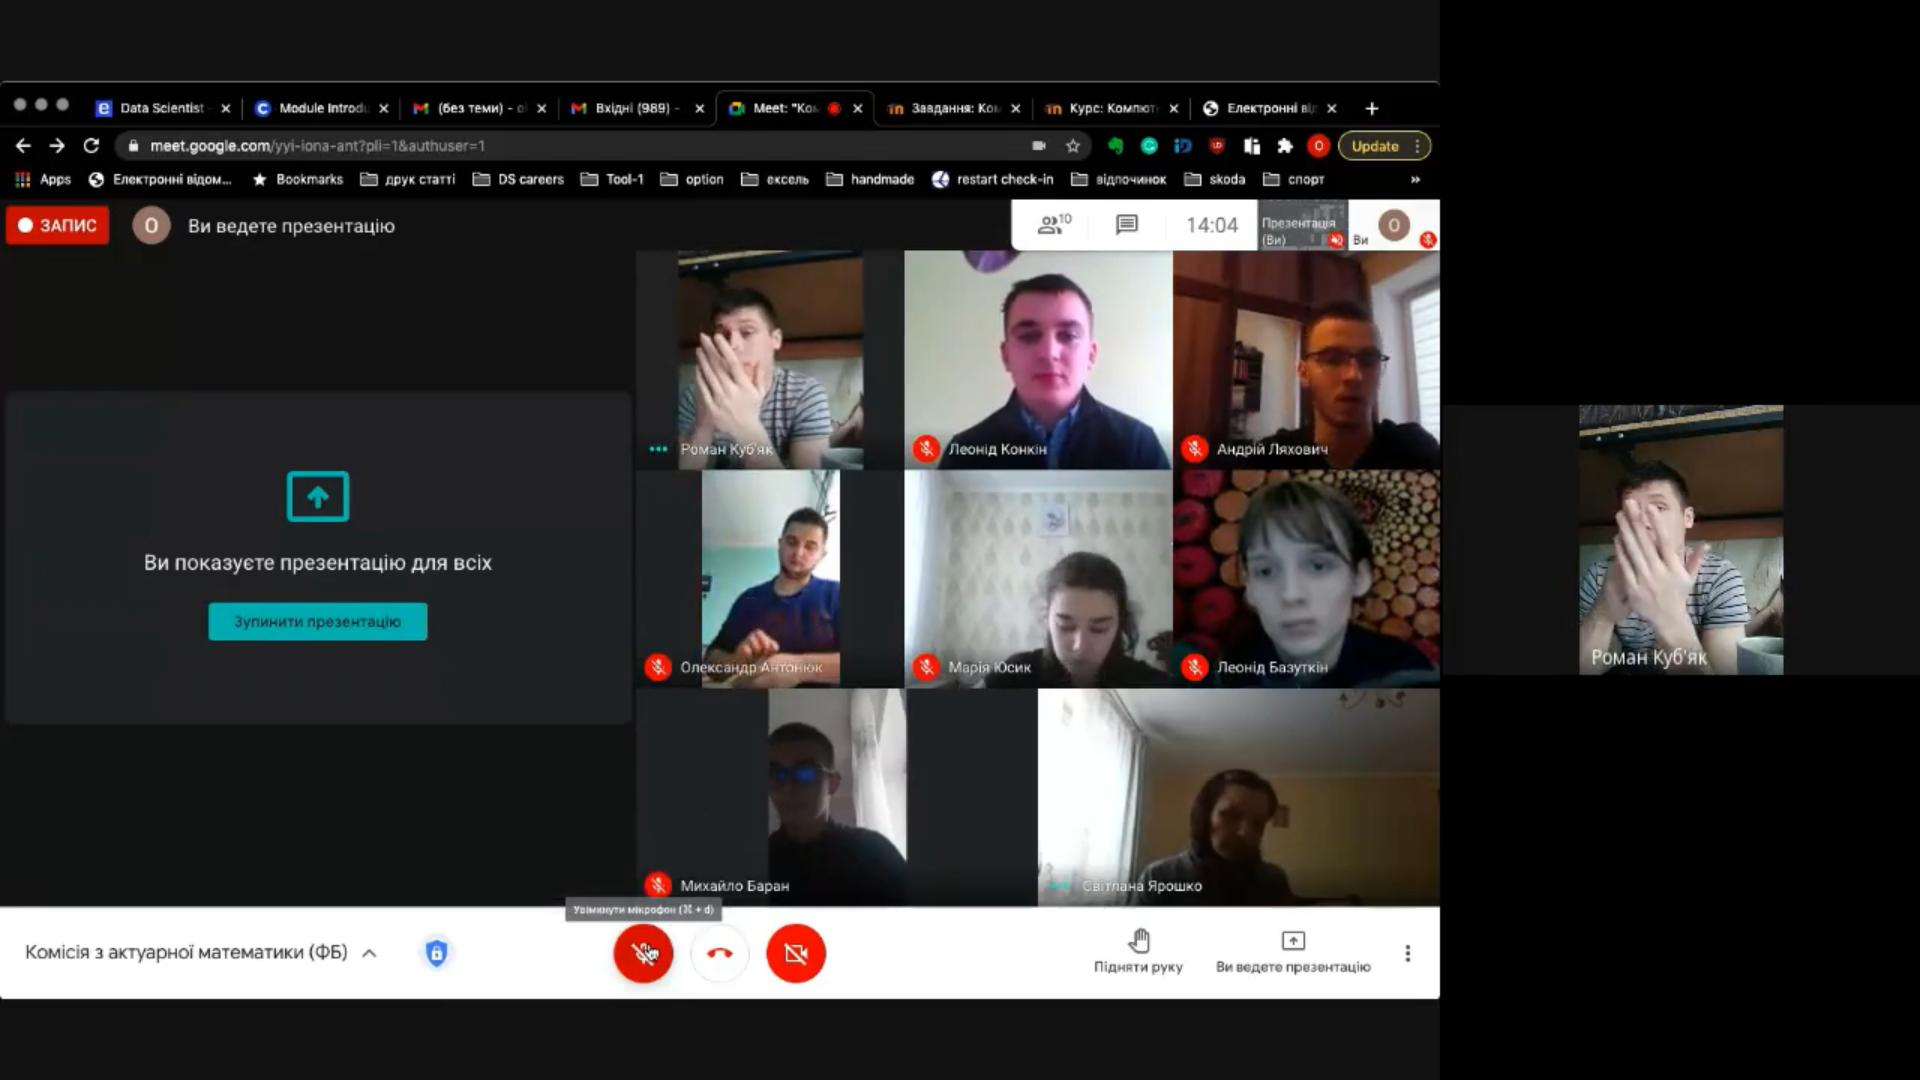 Data Scientist
Module Introdu
(без теми) - о
Вхідні (989) -
Meet: "Ко
Завдання: Ко
Курс: Компют
Електронні ві
meet.google.com/yyi-iona-ant?pli=1&authuser=1
Update
Apps
Електронні відом...
Bookmarks
друк статті
DS careers
Tool-1
option
ексель
handmade
restart check-in
відпочинок
skoda
спорт
»
ЗАПИС
О
Ви ведете презентацію
10
14:04
Презентація
(Ви)
Ви
О
Роман Куб'як
Леонід Конкін
Андрій Ляхович
Ви показуєте презентацію для всіх
Зупинити презентацію
Олександр Антонюк
Марія Юсик
Леонід Базуткін
Роман Куб'як
Михайло Баран
Світлана Ярошко
Увімкнути мікрофон (⌘ + d)
Комісія з актуарної математики (ФБ)
Підняти руку
Ви ведете презентацію